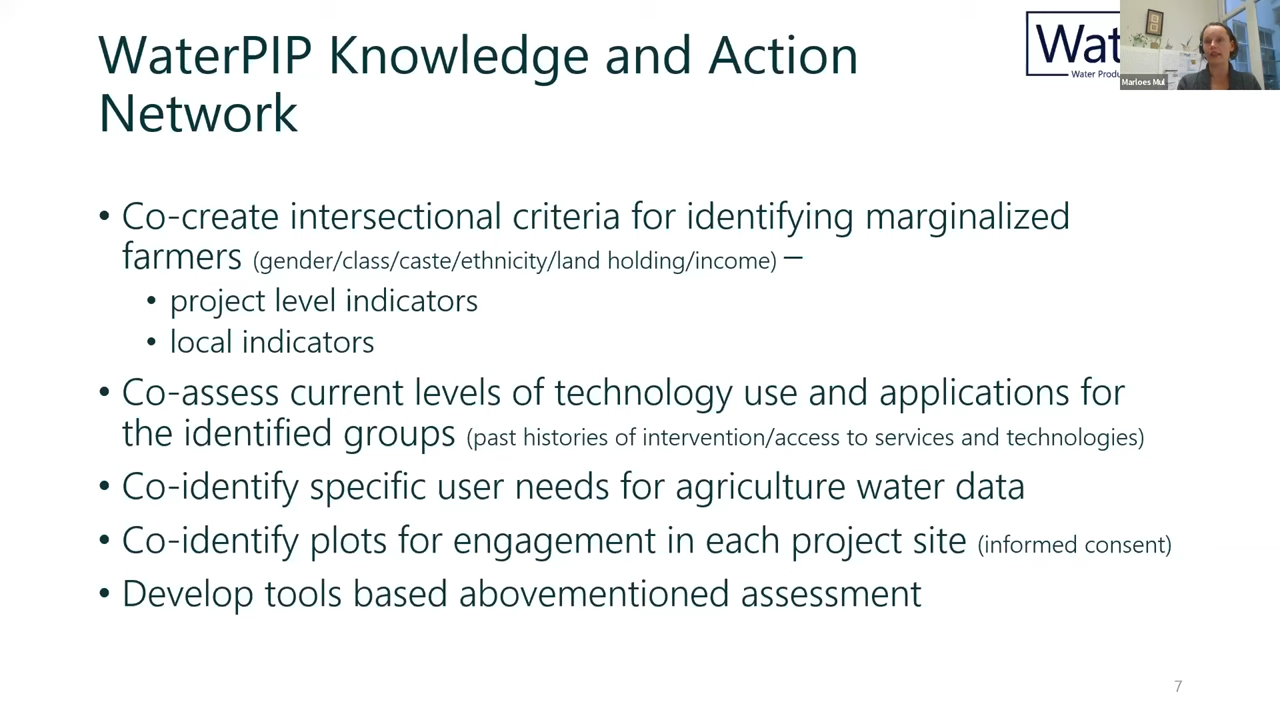 WaterPIP Knowledge and Action
Network
Wat
Water Produ
Marloes Mul
• Co-create intersectional criteria for identifying marginalized
farmers (gender/class/caste/ethnicity/land holding/income) –
• project level indicators
• local indicators
• Co-assess current levels of technology use and applications for
the identified groups (past histories of intervention/access to services and technologies)
• Co-identify specific user needs for agriculture water data
• Co-identify plots for engagement in each project site (informed consent)
• Develop tools based abovementioned assessment
7